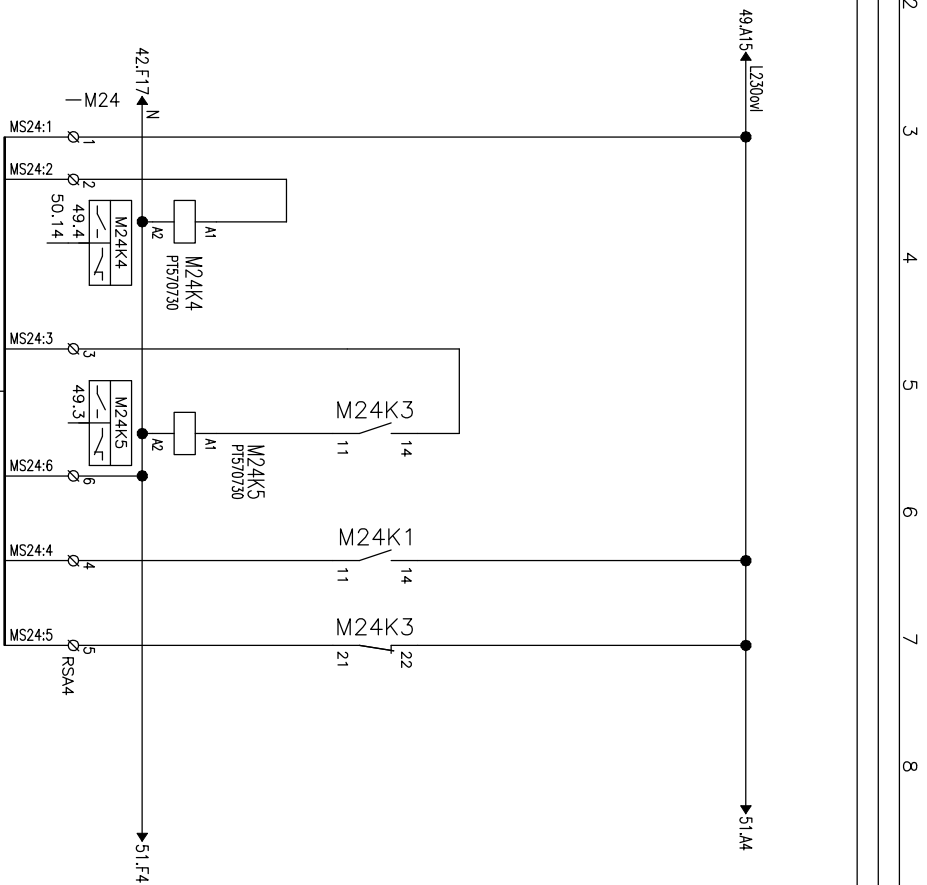 2
3
4
5
6
7
8
49.A15
L230ovl
51.A4
42.F17
N
51.F4
—M24
MS24:1
1
MS24:2
2
MS24:3
3
MS24:6
6
MS24:4
4
MS24:5
5
RSA4
A1
A2
M24K4
PT570730
M24K4
49.4
50.14
A1
A2
M24K5
PT570730
M24K5
49.3
M24K3
11
14
M24K1
11
14
M24K3
21
22